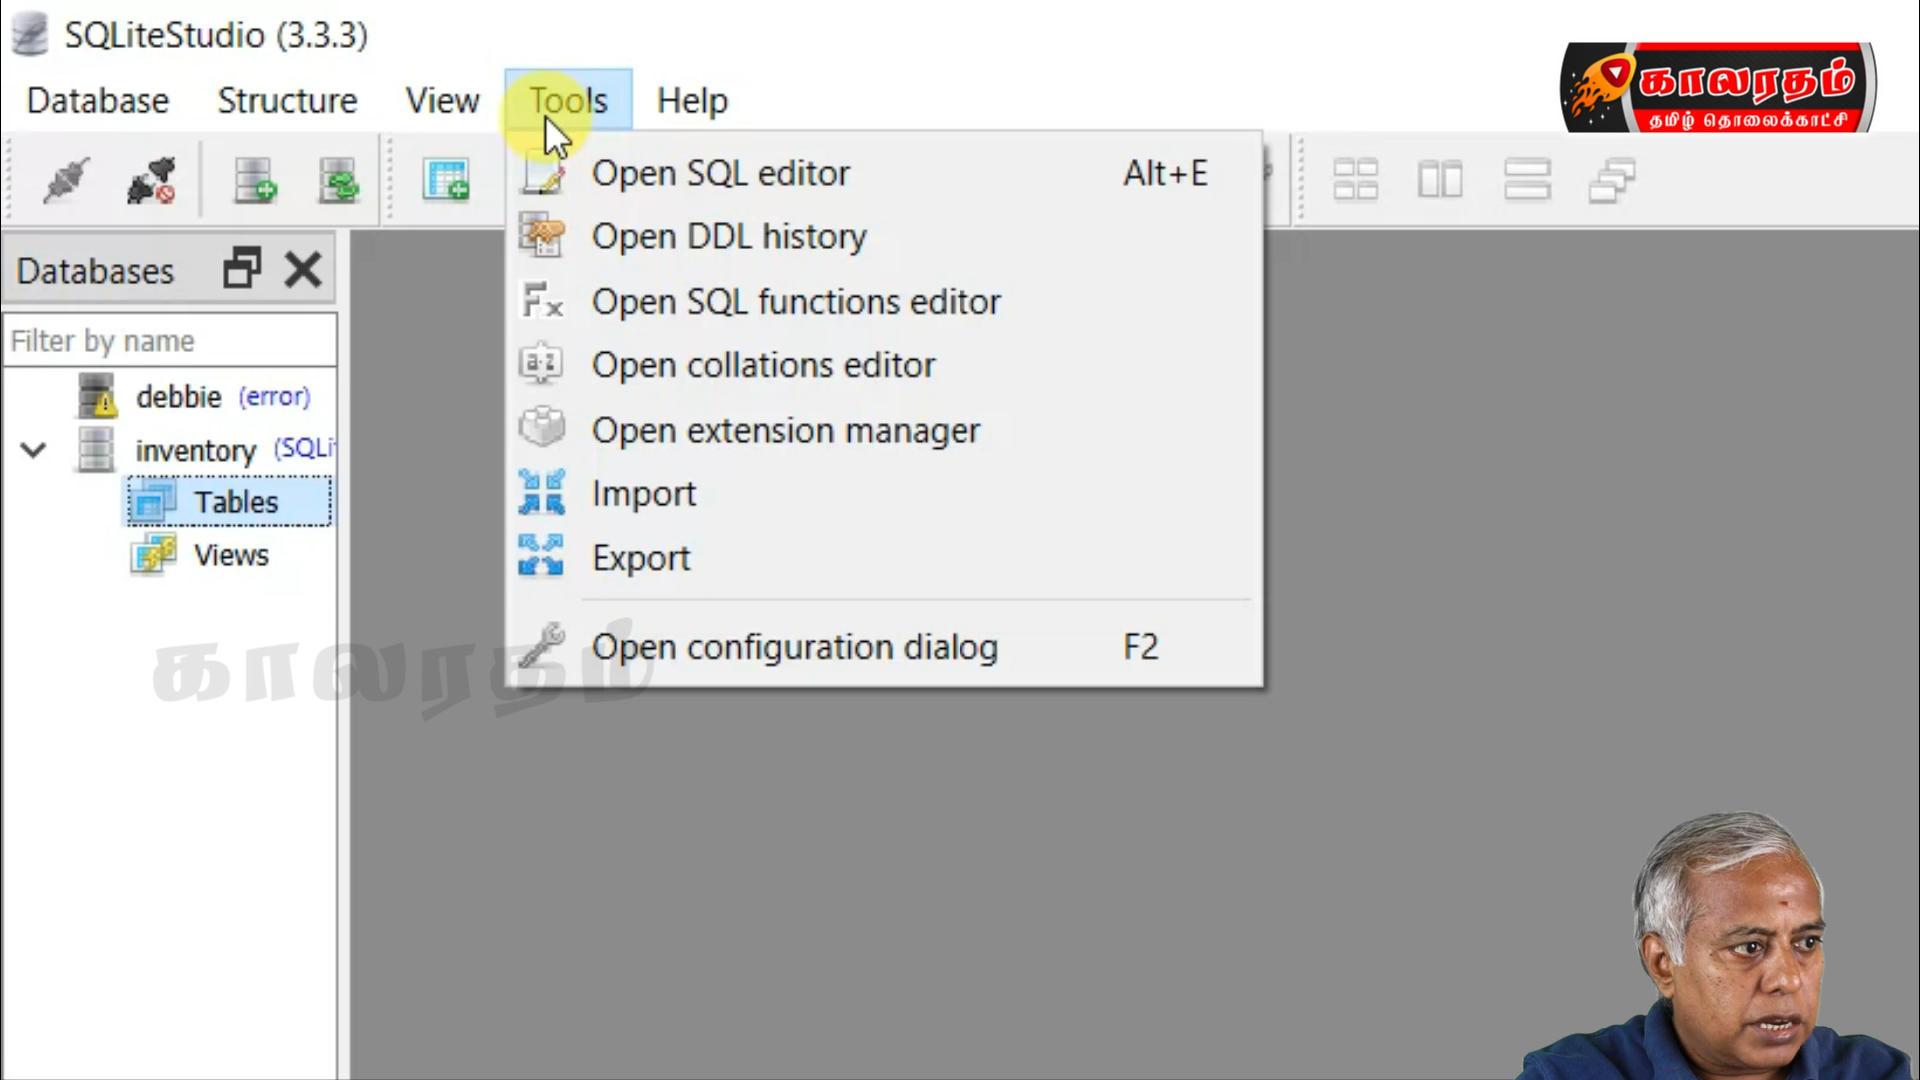 SQLiteStudio (3.3.3)
Database Structure View Tools Help
காலரதம்
தமிழ் தொலைக்காட்சி
Open SQL editor Alt+E
Open DDL history
Fx Open SQL functions editor
a-z Open collations editor
Open extension manager
Import
Export
Open configuration dialog F2
Databases
Filter by name
debbie (error)
inventory (SQLi
Tables
Views
காலரதம்